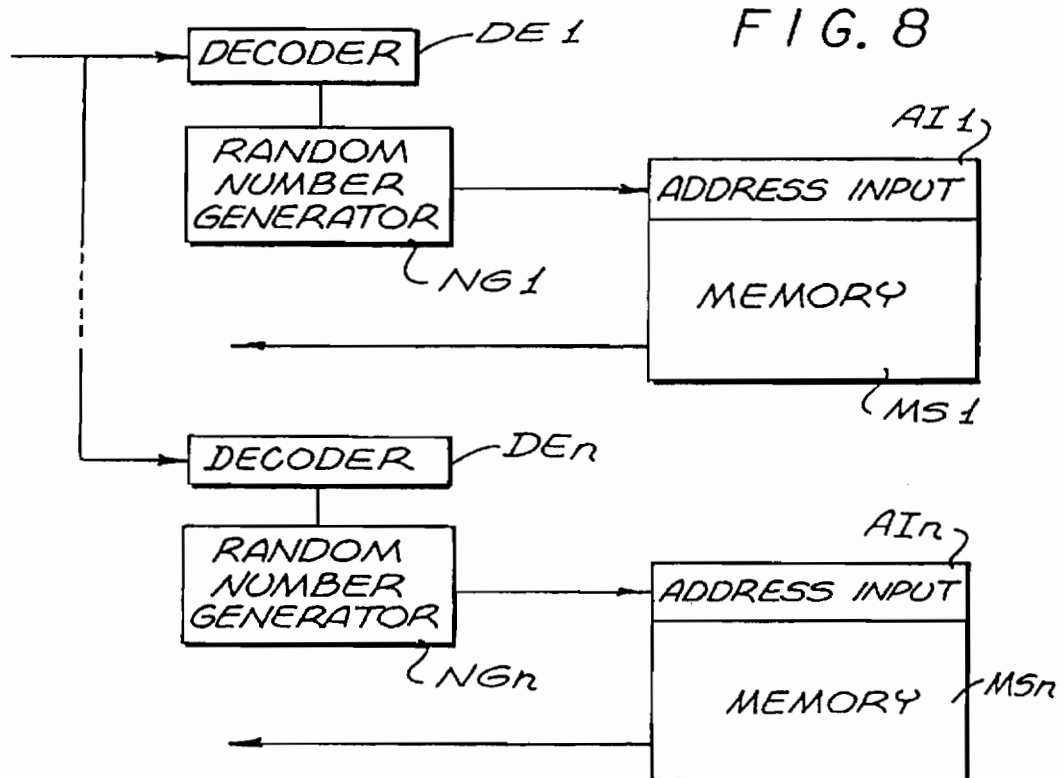 FIG. 8
DECODER
DE1
RANDOM
NUMBER
GENERATOR
NG1
AI1
ADDRESS INPUT
MEMORY
MS1
DECODER
DEn
RANDOM
NUMBER
GENERATOR
NGn
AIn
ADDRESS INPUT
MEMORY
MSn